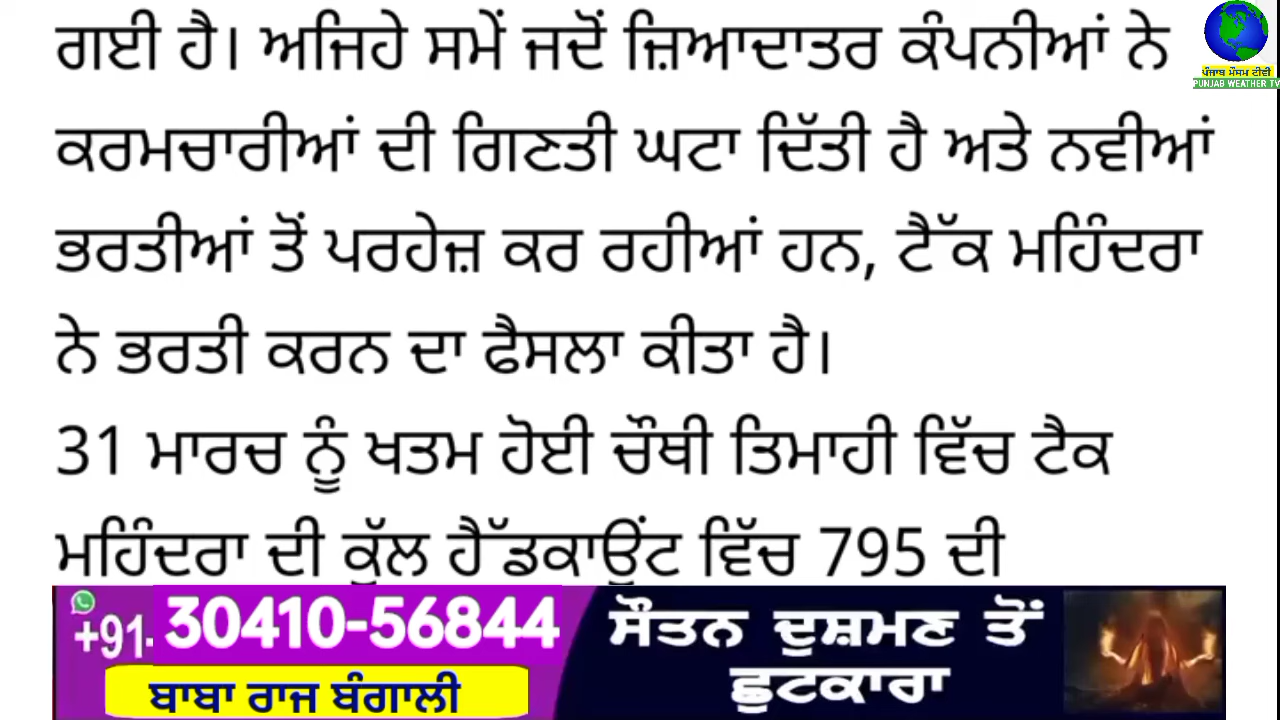 ਗਈ ਹੈ। ਅਜਿਹੇ ਸਮੇਂ ਜਦੋਂ ਜ਼ਿਆਦਾਤਰ ਕੰਪਨੀਆਂ ਨੇ
ਪੰਜਾਬ ਮੌਸਮ ਟੀਵੀ
PUNJAB WEATHER TV
ਕਰਮਚਾਰੀਆਂ ਦੀ ਗਿਣਤੀ ਘਟਾ ਦਿੱਤੀ ਹੈ ਅਤੇ ਨਵੀਆਂ
ਭਰਤੀਆਂ ਤੋਂ ਪਰਹੇਜ਼ ਕਰ ਰਹੀਆਂ ਹਨ, ਟੈੱਕ ਮਹਿੰਦਰਾ
ਨੇ ਭਰਤੀ ਕਰਨ ਦਾ ਫੈਸਲਾ ਕੀਤਾ ਹੈ।
31 ਮਾਰਚ ਨੂੰ ਖਤਮ ਹੋਈ ਚੌਥੀ ਤਿਮਾਹੀ ਵਿੱਚ ਟੈਕ
ਮਹਿੰਦਰਾ ਦੀ ਕੁੱਲ ਹੈੱਡਕਾਉਂਟ ਵਿੱਚ 795 ਦੀ
+91. 30410-56844
ਬਾਬਾ ਰਾਜ ਬੰਗਾਲੀ
ਸੌਤਨ ਦੁਸ਼ਮਣ ਤੋਂ
ਛੁਟਕਾਰਾ